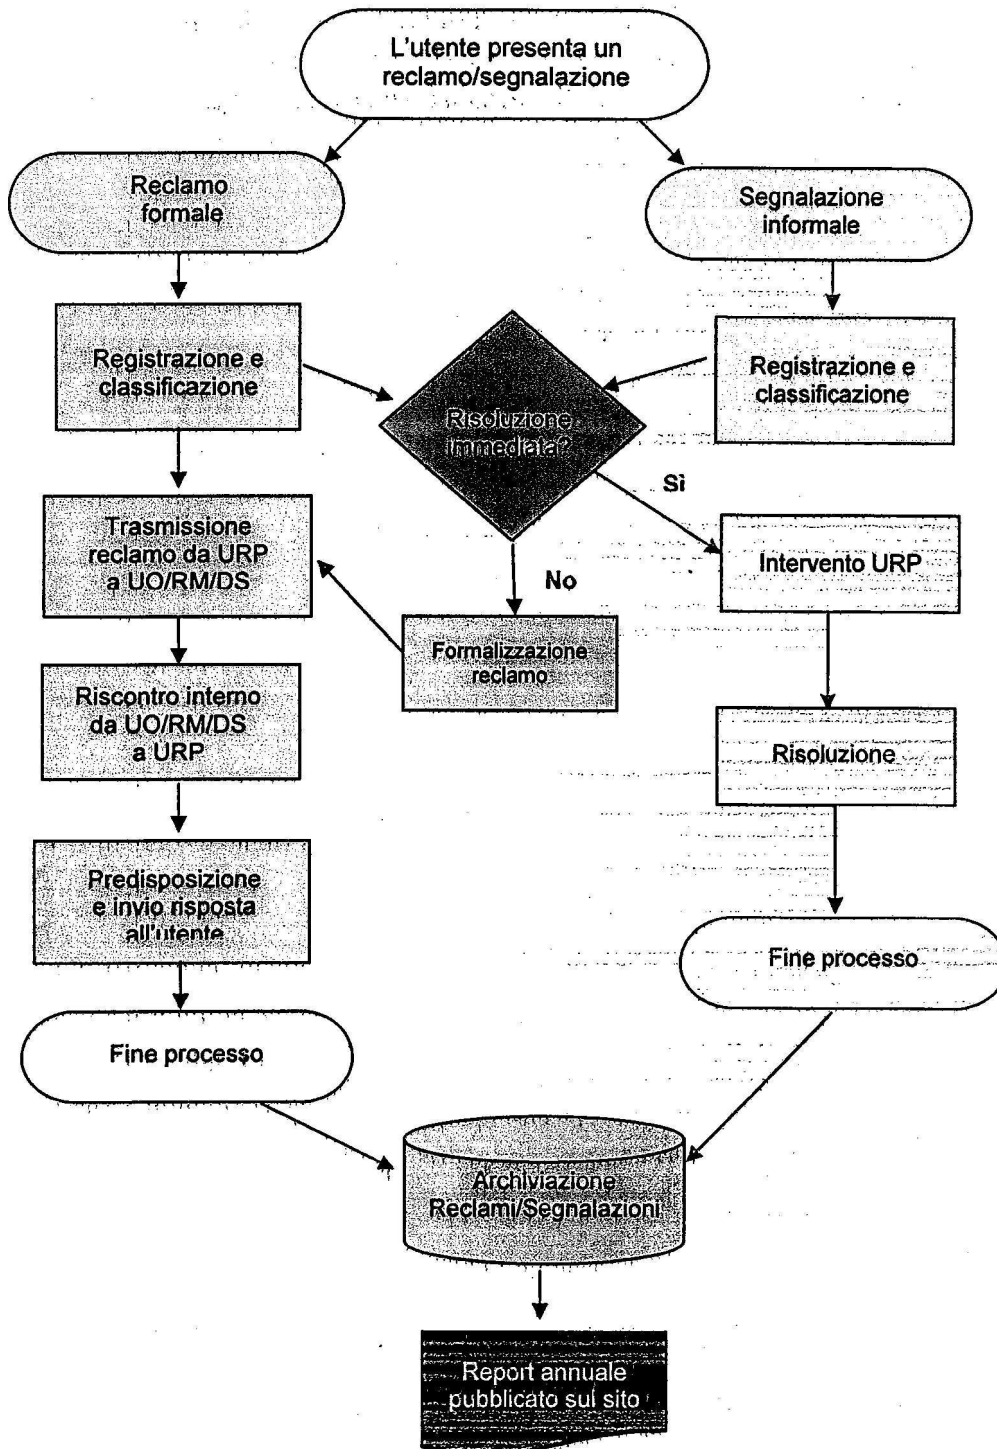 L'utente presenta un
reclamo/segnalazione
Reclamo
formale
Segnalazione
informale
Registrazione e
classificazione
Risoluzione
immediata?
Registrazione e
classificazione
Sì
Trasmissione
reclamo da URP
a UO/RM/DS
Intervento URP
No
Formalizzazione
reclamo
Riscontro interno
da UO/RM/DS
a URP
Risoluzione
Predisposizione
e invio risposta
all'utente
Fine processo
Fine processo
Archiviazione
Reclami/Segnalazioni
Report annuale
pubblicato sul sito